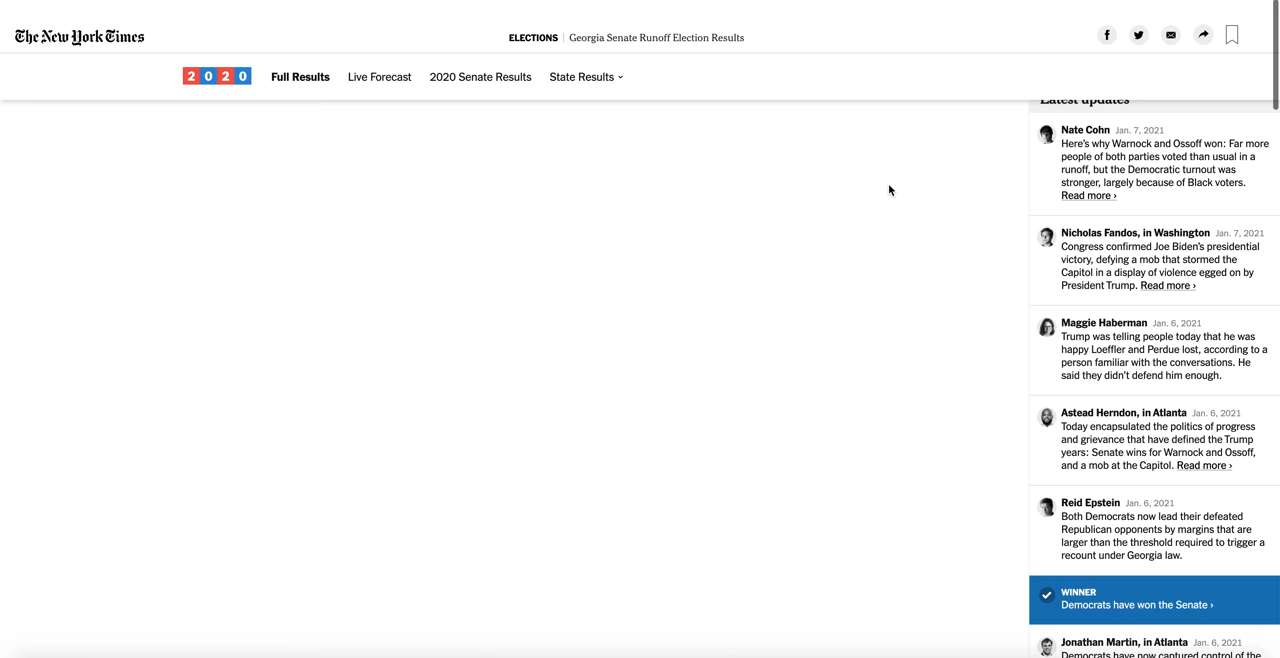 The New York Times
ELECTIONS | Georgia Senate Runoff Election Results
2020 Full Results Live Forecast 2020 Senate Results State Results
Latest updates
Nate Cohn Jan. 7, 2021
Here's why Warnock and Ossoff won: Far more
people of both parties voted than usual in a
runoff, but the Democratic turnout was
stronger, largely because of Black voters.
Read more ›
Nicholas Fandos, in Washington Jan. 7, 2021
Congress confirmed Joe Biden's presidential
victory, defying a mob that stormed the
Capitol in a display of violence egged on by
President Trump. Read more ›
Maggie Haberman Jan. 6, 2021
Trump was telling people today that he was
happy Loeffler and Perdue lost, according to a
person familiar with the conversations. He
said they didn't defend him enough.
Astead Herndon, in Atlanta Jan. 6, 2021
Today encapsulated the politics of progress
and grievance that have defined the Trump
years: Senate wins for Warnock and Ossoff,
and a mob at the Capitol. Read more ›
Reid Epstein Jan. 6, 2021
Both Democrats now lead their defeated
Republican opponents by margins that are
larger than the threshold required to trigger a
recount under Georgia law.
WINNER
Democrats have won the Senate ›
Jonathan Martin, in Atlanta Jan. 6, 2021
Democrats have now captured control of the